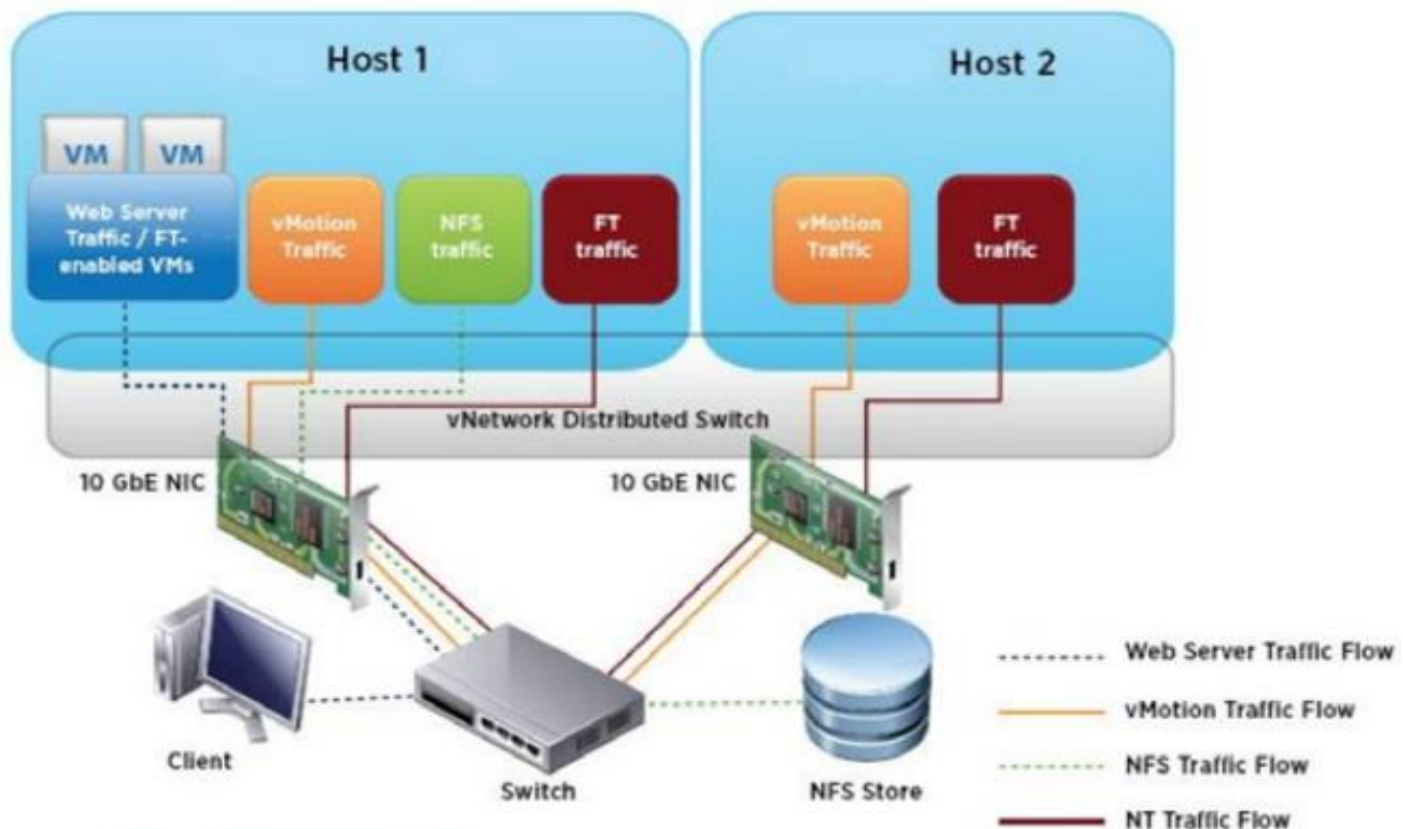 Host 1
Host 2
VM
VM
Web Server
Traffic / FT-
enabled VMs
vMotion
Traffic
NFS
traffic
FT
traffic
vMotion
Traffic
FT
traffic
vNetwork Distributed Switch
10 GbE NIC
10 GbE NIC
Client
Switch
NFS Store
Web Server Traffic Flow
vMotion Traffic Flow
NFS Traffic Flow
NT Traffic Flow